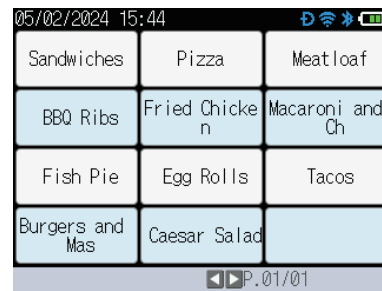 05/02/2024 15:44
Sandwiches
Pizza
Meatloaf
BBQ Ribs
Fried Chicke
n
Macaroni and
Ch
Fish Pie
Egg Rolls
Tacos
Burgers and
Mas
Caesar Salad
P.01/01